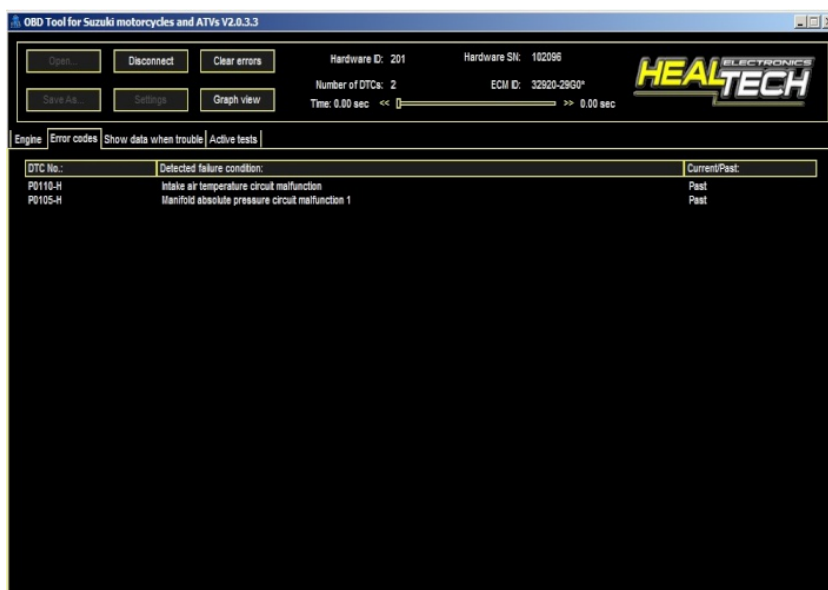 OBD Tool for Suzuki motorcycles and ATVs V2.0.3.3
Open... Disconnect Clear errors Hardware ID: 201 Hardware SN: 102096
Number of DTCs: 2 ECM ID: 32920-29G0*
Save As... Settings Graph view Time: 0.00 sec << >> 0.00 sec
HEALTECH ELECTRONICS
Engine Error codes Show data when trouble Active tests
DTC No.: Detected failure condition: Current/Past:
P0110-H Intake air temperature circuit malfunction Past
P0105-H Manifold absolute pressure circuit malfunction 1 Past